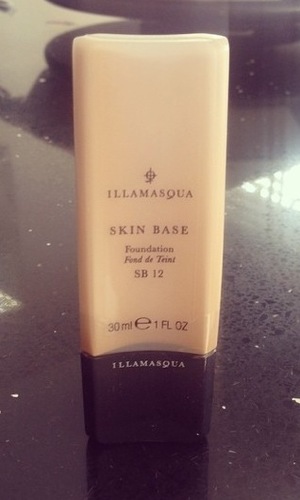 ILLAMASQUA
SKIN BASE
Foundation
Fond de Teint
SB 12
30 ml ℮ 1 FL OZ
ILLAMASQUA